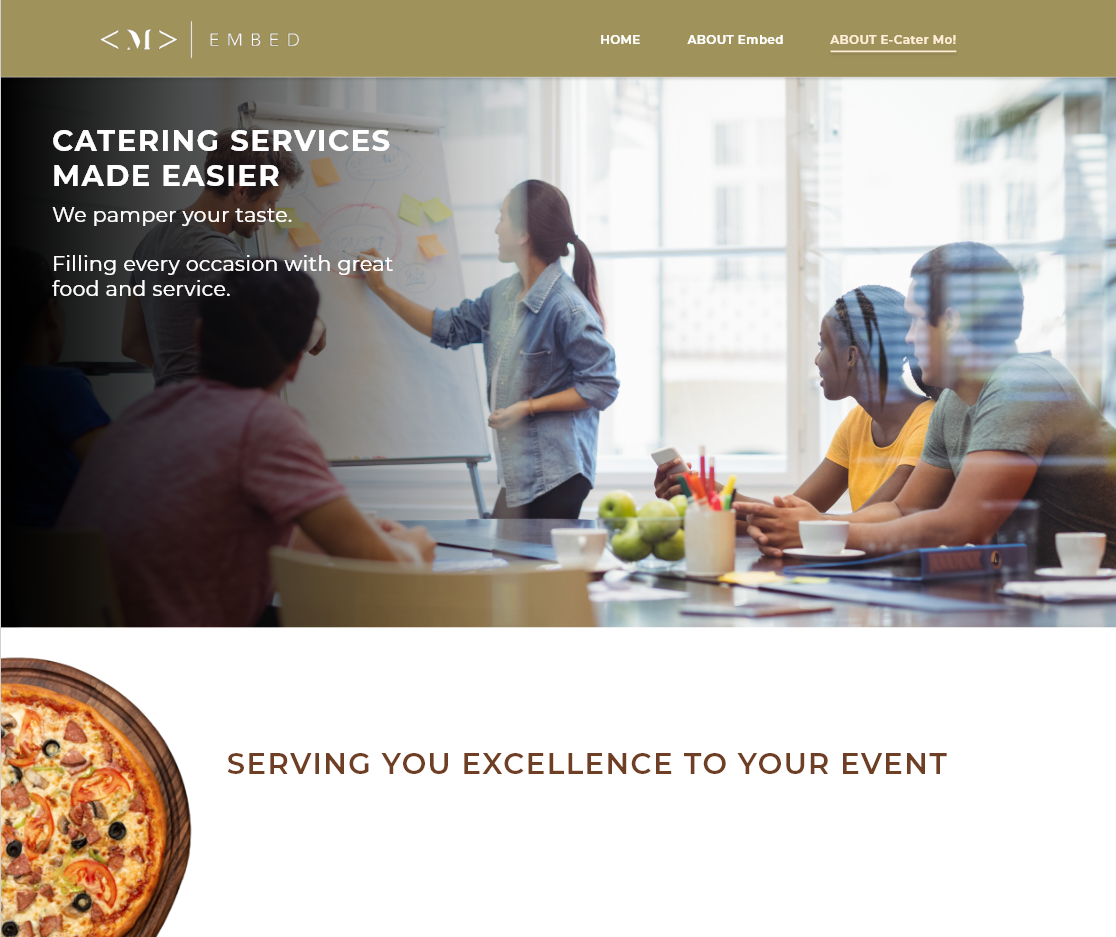 <M> | EMBED
HOME
ABOUT Embed
ABOUT E-Cater Mo!
CATERING SERVICES
MADE EASIER
We pamper your taste.
Filling every occasion with great
food and service.
SERVING YOU EXCELLENCE TO YOUR EVENT